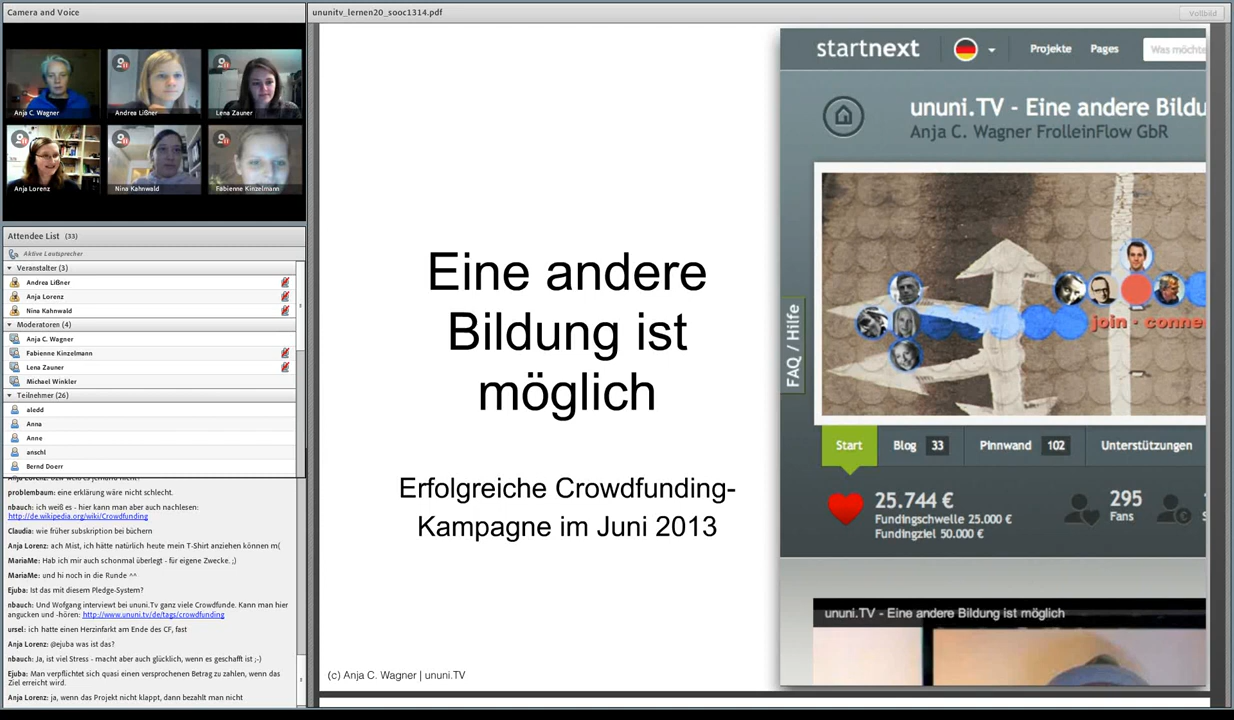 Camera and Voice
Anja C. Wagner
Andrea Lißner
Lena Zauner
Anja Lorenz
Nina Kahnwald
Fabienne Kinzelmann
Attendee List (33)
Aktive Lautsprecher
Veranstalter (3)
Andrea Lißner
Anja Lorenz
Nina Kahnwald
Moderatoren (4)
Anja C. Wagner
Fabienne Kinzelmann
Lena Zauner
Michael Winkler
Teilnehmer (26)
aledd
Anna
Anne
anschl
Bernd Doerr
problembaum: eine erklärung wäre nicht schlecht.
nbauch: ich weiß es - hier kann man aber auch nachlesen:
http://de.wikipedia.org/wiki/Crowdfunding
Claudia: wie früher subskription bei büchern
Anja Lorenz: ach Mist, ich hätte natürlich heute mein T-Shirt anziehen können m(
MariaMe: Hab ich mir auch schonmal überlegt - für eigene Zwecke. ;)
MariaMe: und hi noch in die Runde ^^
Ejuba: Ist das mit diesem Pledge-System?
nbauch: Und Wofgang interviewt bei ununi.Tv ganz viele Crowdfunde. Kann man hier
angucken und -hören: http://www.ununi.tv/de/tags/crowdfunding
ursel: ich hatte einen Herzinfarkt am Ende des CF, fast
Anja Lorenz: @ejuba was ist das?
nbauch: Ja, ist viel Stress - macht aber auch glücklich, wenn es geschafft ist ;-)
Ejuba: Man verpflichtet sich quasi einen versprochenen Betrag zu zahlen, wenn das
Ziel erreicht wird.
Anja Lorenz: ja, wenn das Projekt nicht klappt, dann bezahlt man nicht
ununitv_lernen20_sooc1314.pdf
Vollbild
Eine andere
Bildung ist
möglich
Erfolgreiche Crowdfunding-
Kampagne im Juni 2013
(c) Anja C. Wagner | ununi.TV
startnext
Projekte
Pages
Was möchte
ununi.TV - Eine andere Bildu
Anja C. Wagner FrolleinFlow GbR
join · conne
FAQ / Hilfe
Start
Blog 33
Pinnwand 102
Unterstützungen
25.744 €
Fundingschwelle 25.000 €
Fundingziel 50.000 €
295
Fans
ununi.TV - Eine andere Bildung ist möglich